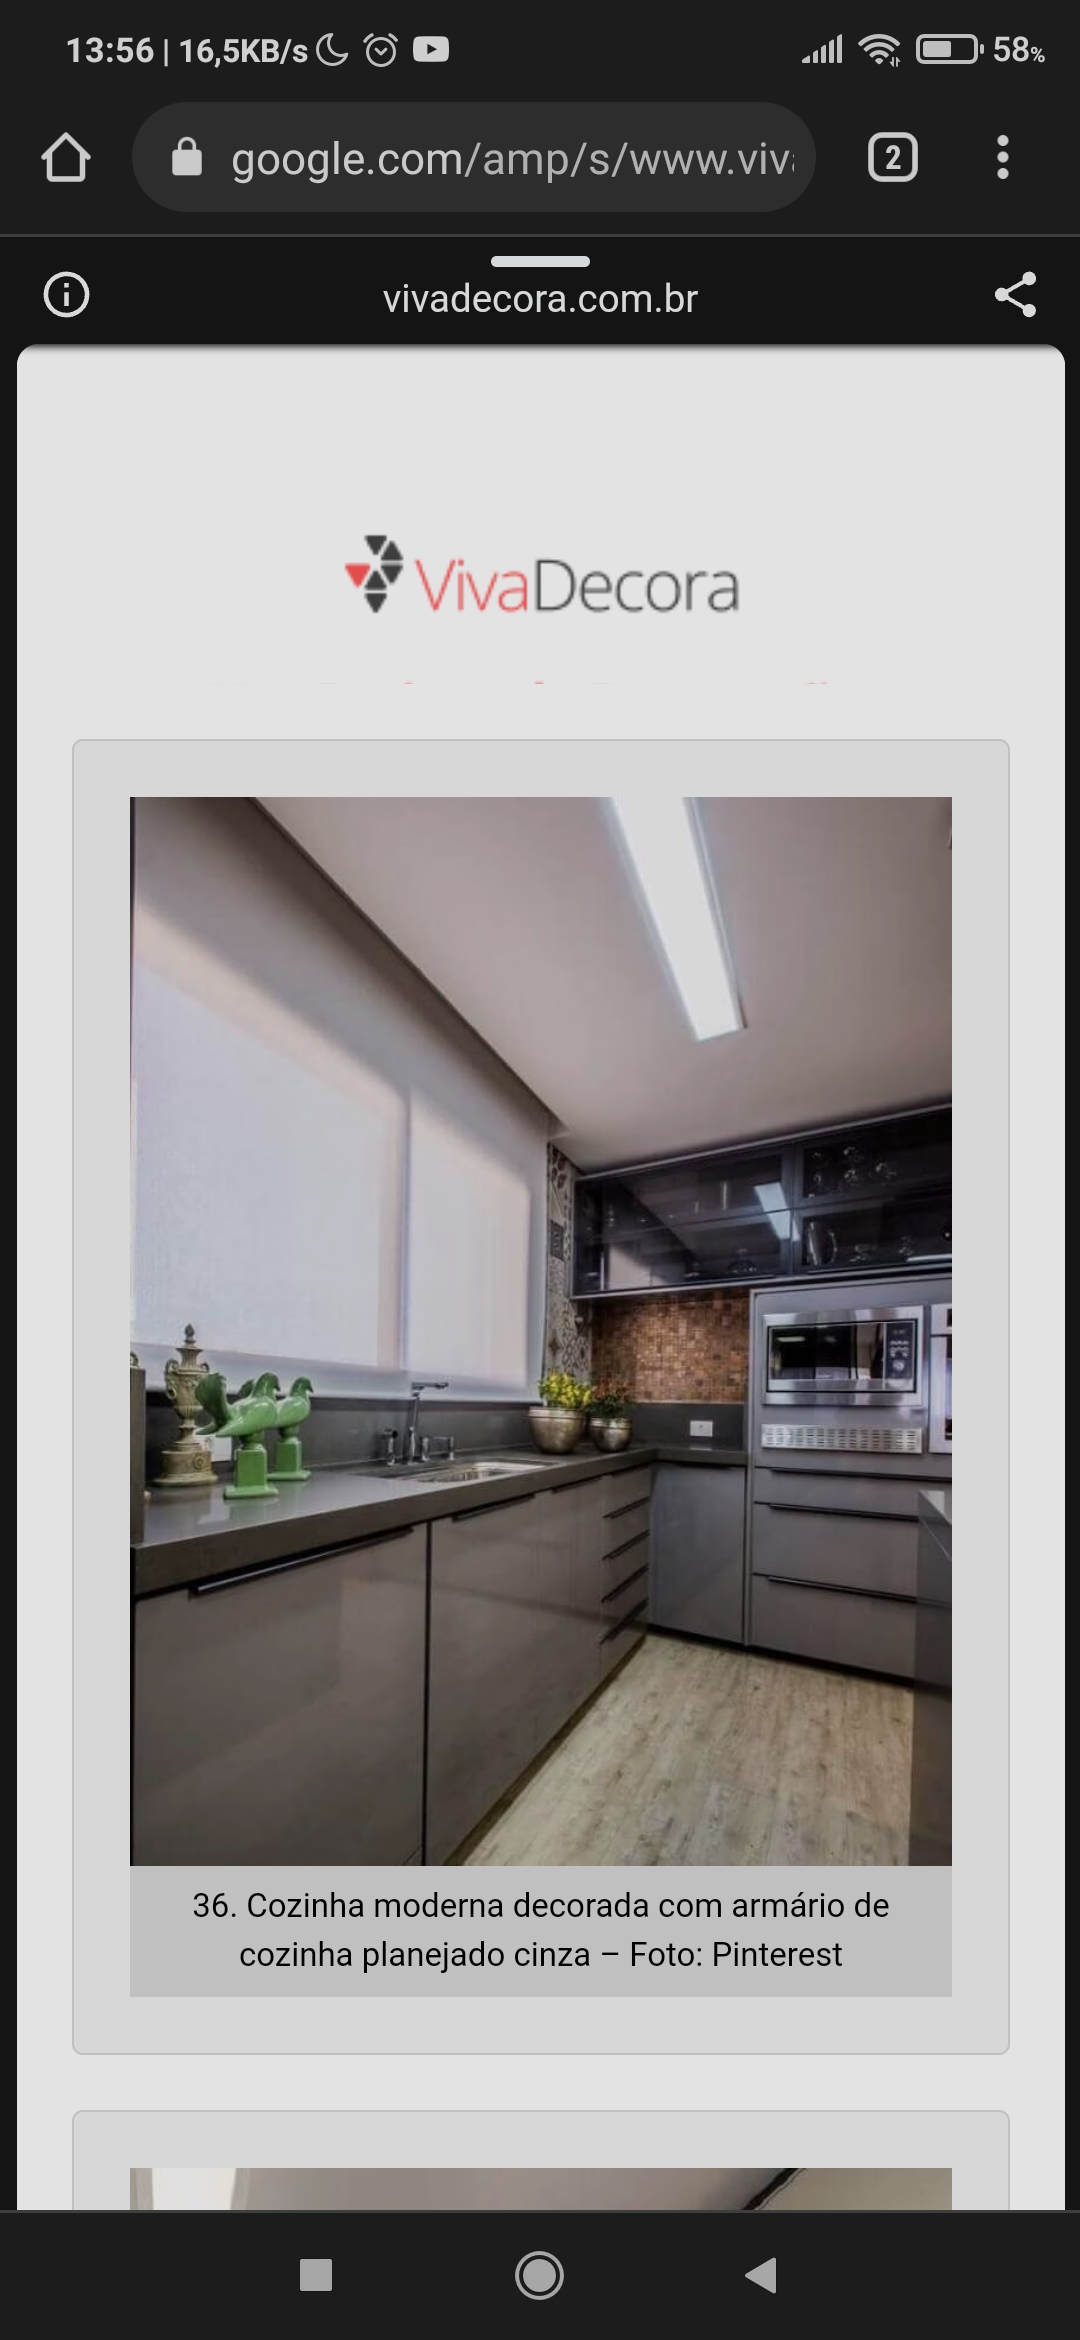 13:56 | 16,5KB/s
58%
google.com/amp/s/www.viv
2
vivadecora.com.br
VivaDecora
36. Cozinha moderna decorada com armário de
cozinha planejado cinza – Foto: Pinterest